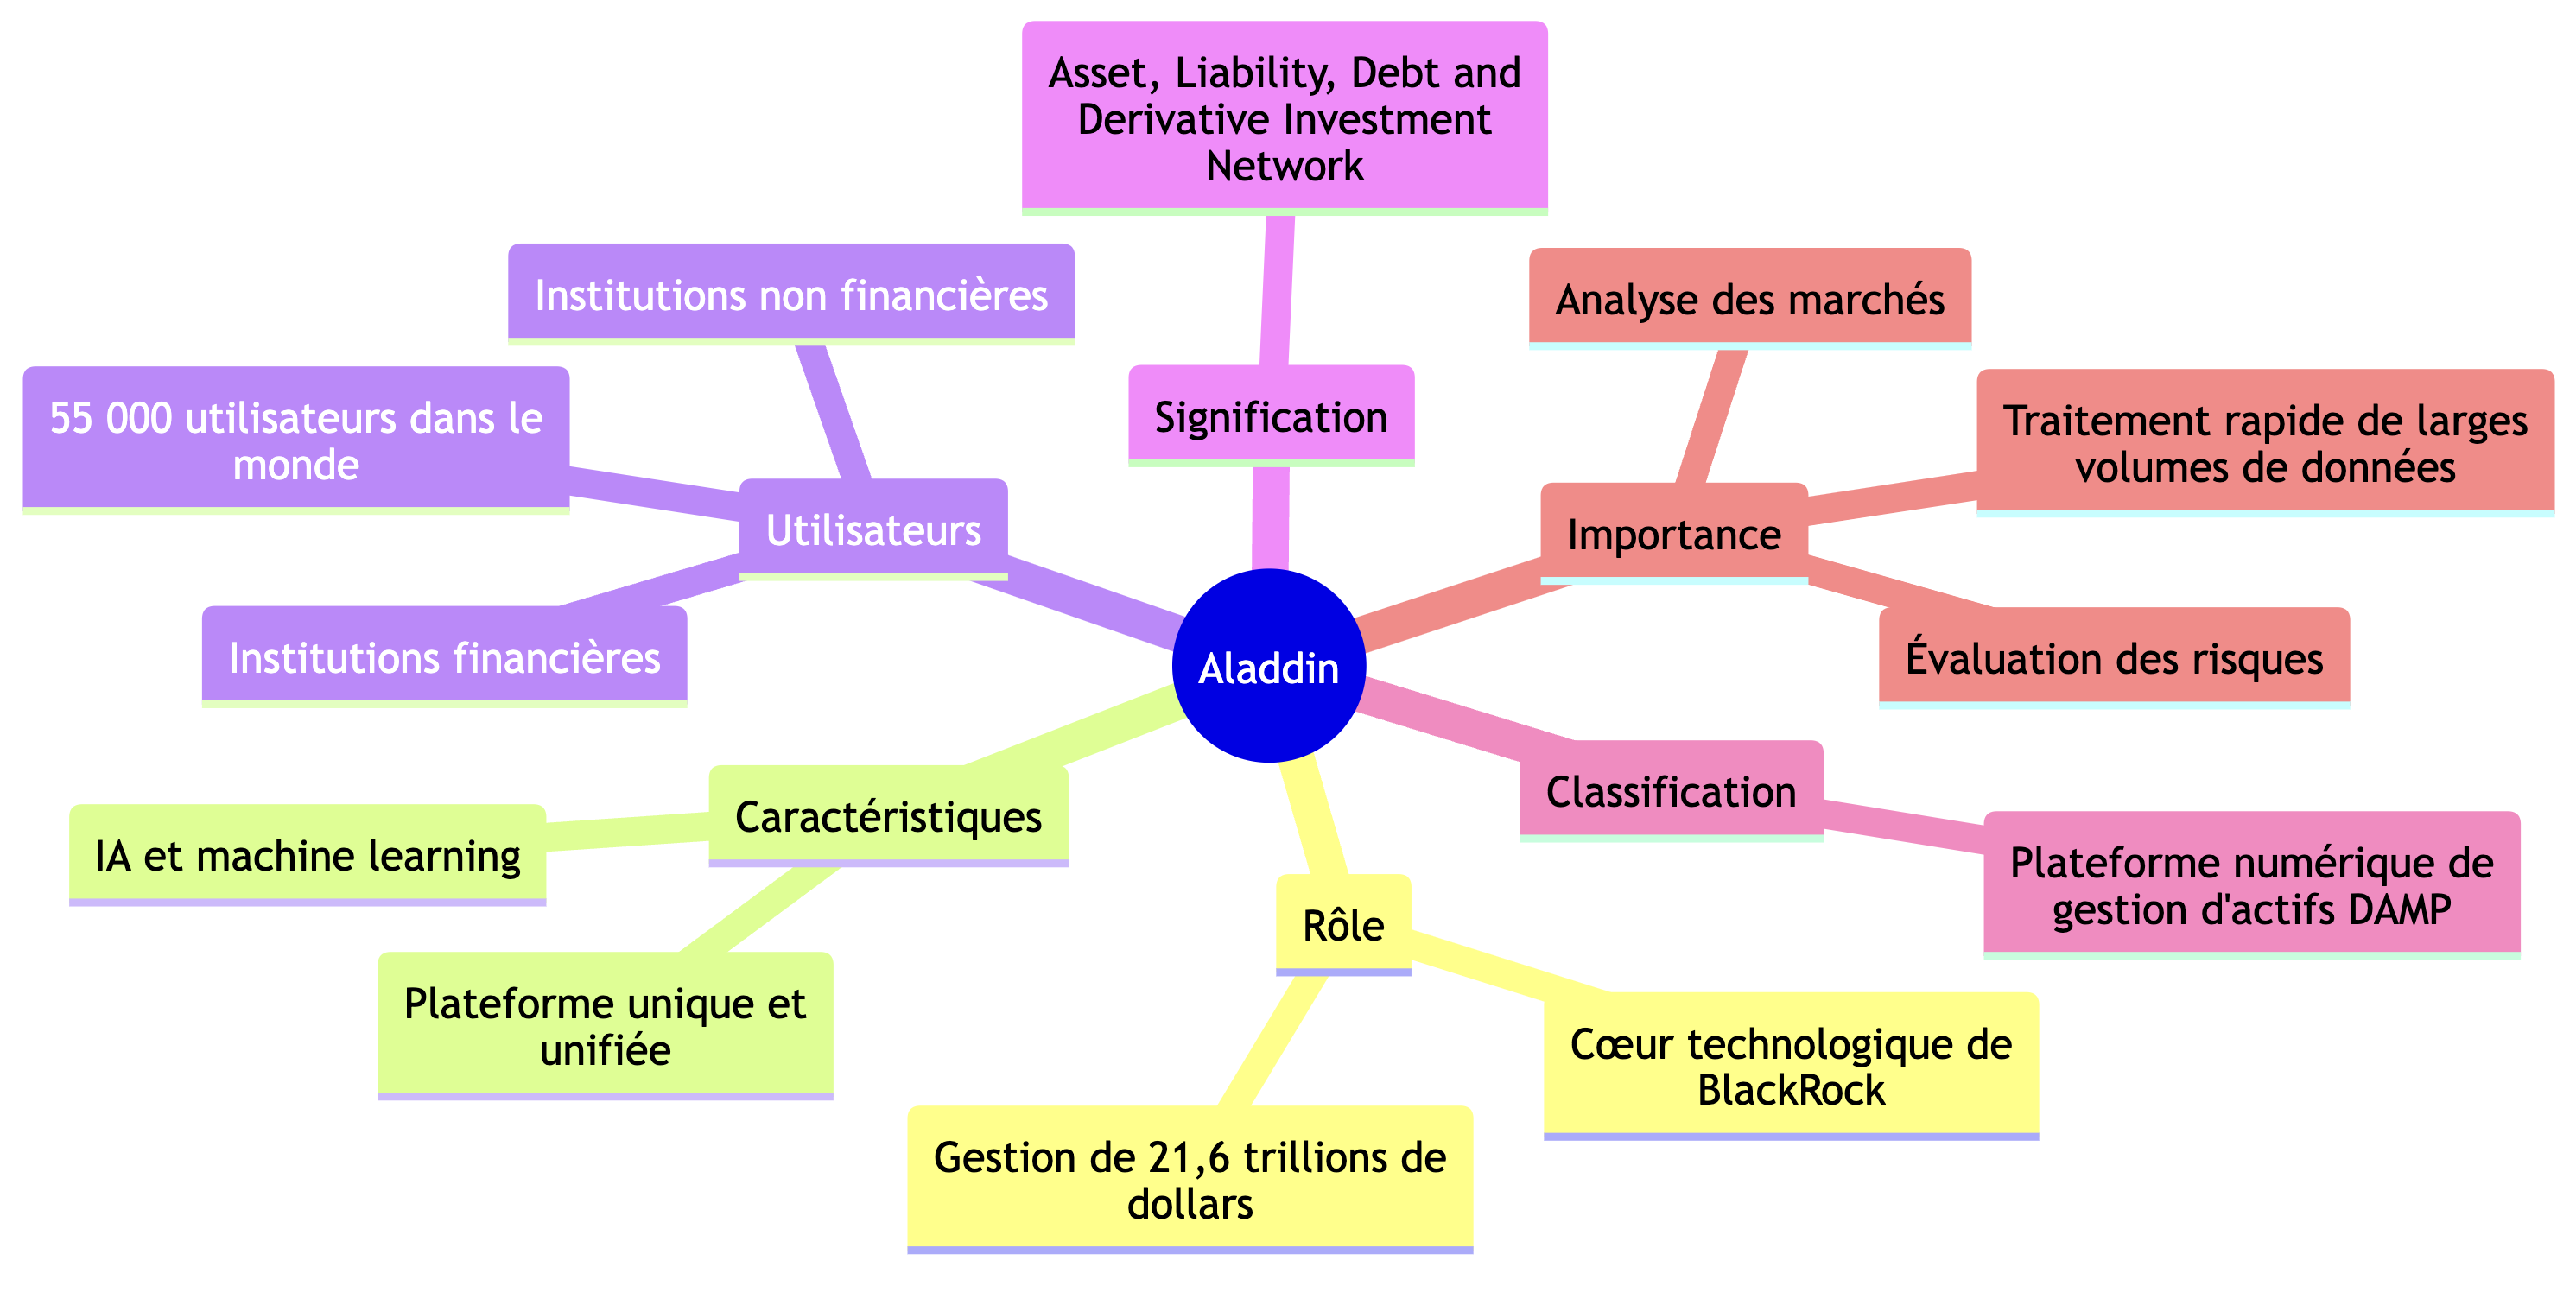 Asset, Liability, Debt and
Derivative Investment
Network
Institutions non financières
Analyse des marchés
55 000 utilisateurs dans le
monde
Signification
Traitement rapide de larges
volumes de données
Utilisateurs
Importance
Institutions financières
Aladdin
Évaluation des risques
Caractéristiques
Classification
IA et machine learning
Plateforme numérique de
gestion d'actifs DAMP
Rôle
Plateforme unique et
unifiée
Cœur technologique de
BlackRock
Gestion de 21,6 trillions de
dollars